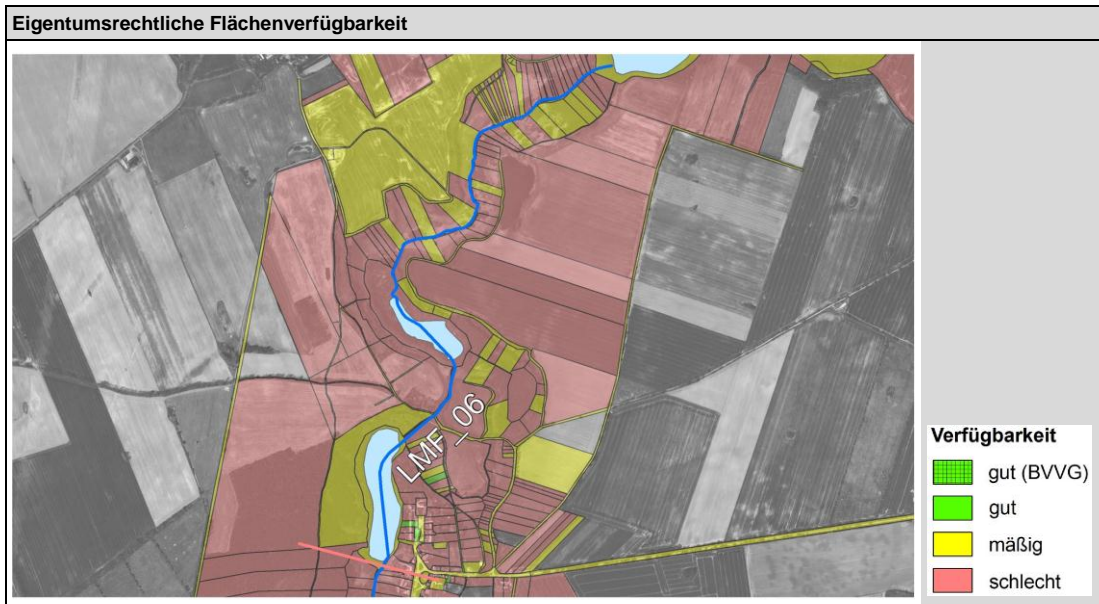 Eigentumsrechtliche Flächenverfügbarkeit
LMF_06
Verfügbarkeit
gut (BVVG)
gut
mäßig
schlecht